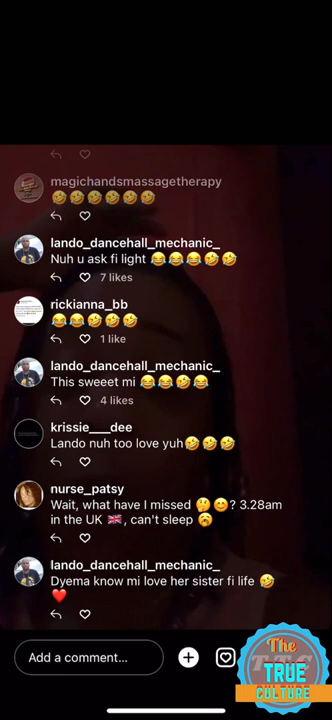 magichandsmassagetherapy
🤣🤣🤣🤣🤣🤣
lando_dancehall_mechanic_
Nuh u ask fi light 😂😂😂🤣🤣
7 likes
rickianna_bb
😂😂🤣🤣🤣
1 like
lando_dancehall_mechanic_
This sweeet mi 😂😂🤣😂
4 likes
krissie___dee
Lando nuh too love yuh🤣🤣🤣
nurse_patsy
Wait, what have I missed 🤔😊? 3.28am
in the UK 🇬🇧, can't sleep 🥱
lando_dancehall_mechanic_
Dyema know mi love her sister fi life 🤣
❤️
Add a comment...
The
TTC
TRUE
CULTURE